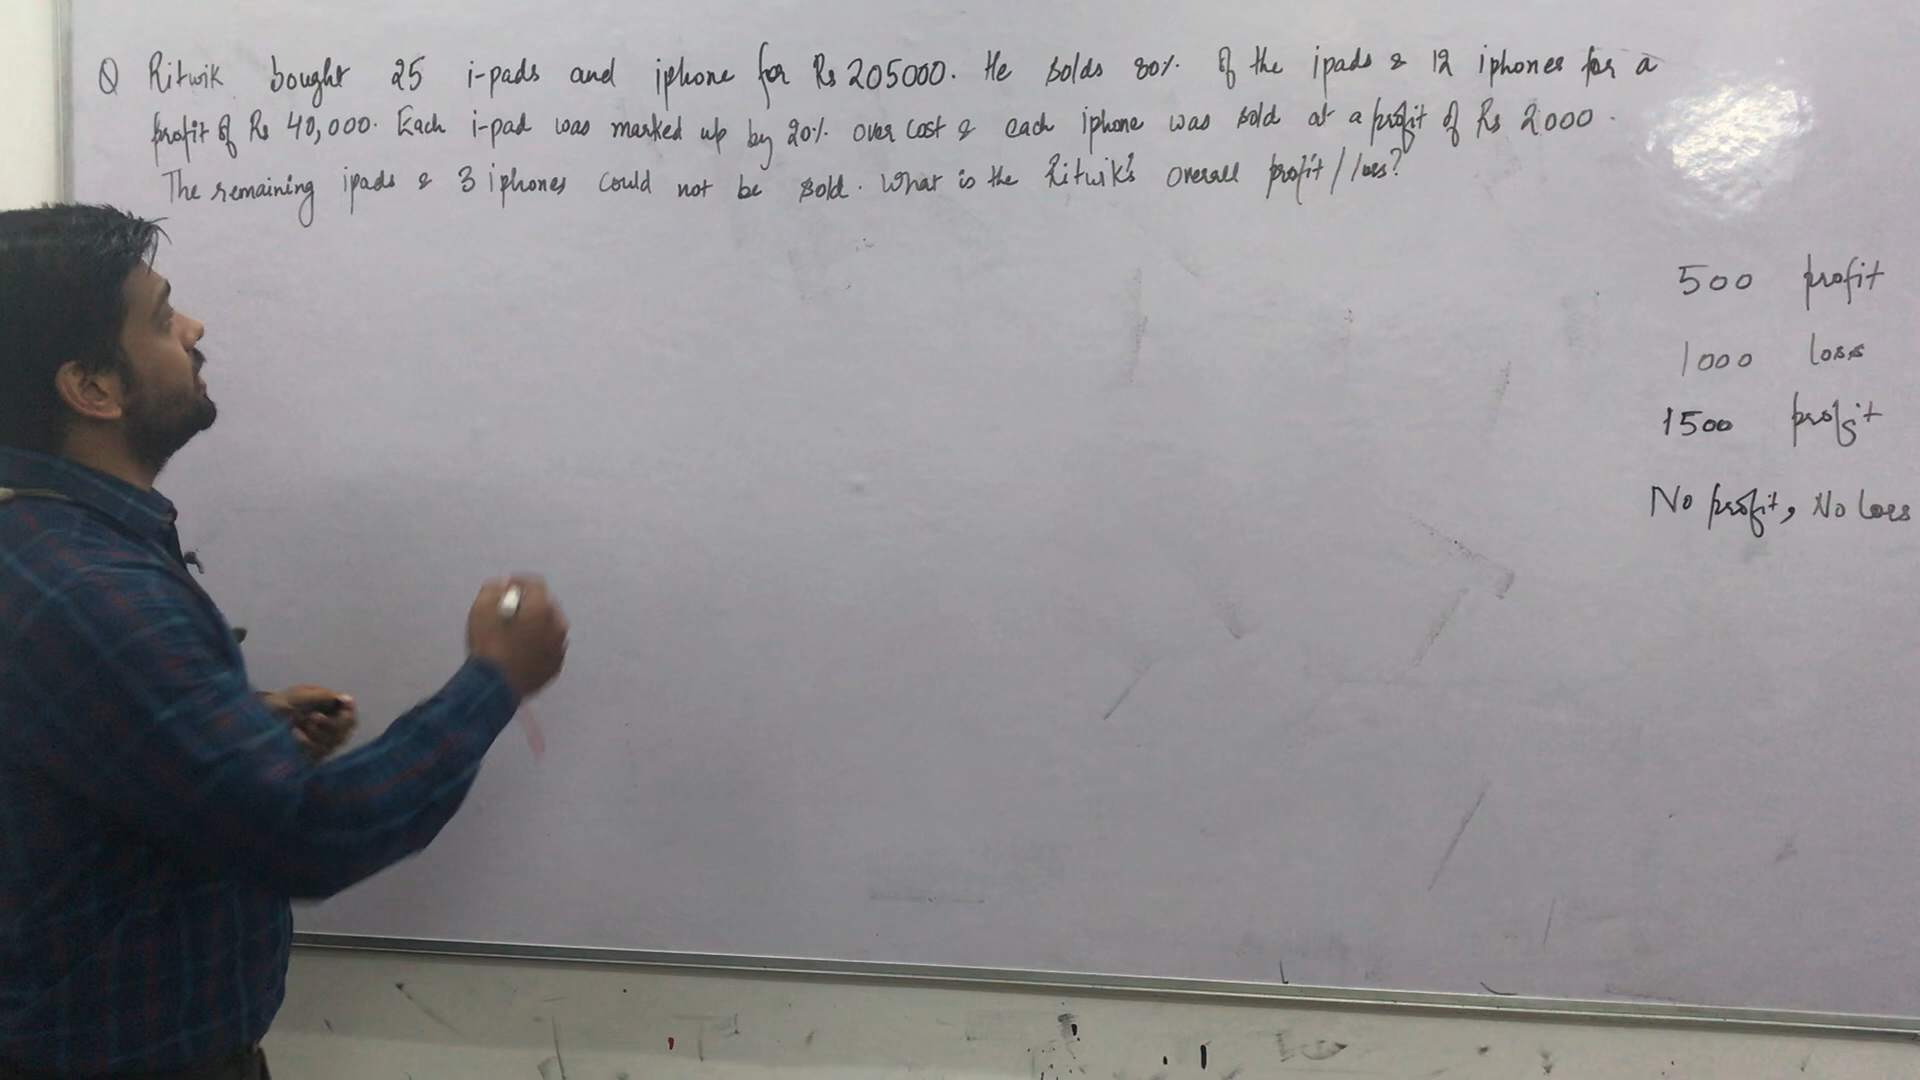 Q Ritwik bought 25 i-pads and iphone for Rs 205000. He solds 80% of the ipads & 12 iphones for a
profit of Rs 40,000. Each i-pad was marked up by 20% over cost & each iphone was sold at a profit of Rs 2000.
The remaining ipads & 3 iphones could not be sold. What is the Ritwik's overall profit/loss?
500 profit
1000 loss
1500 profit
No profit, No loss